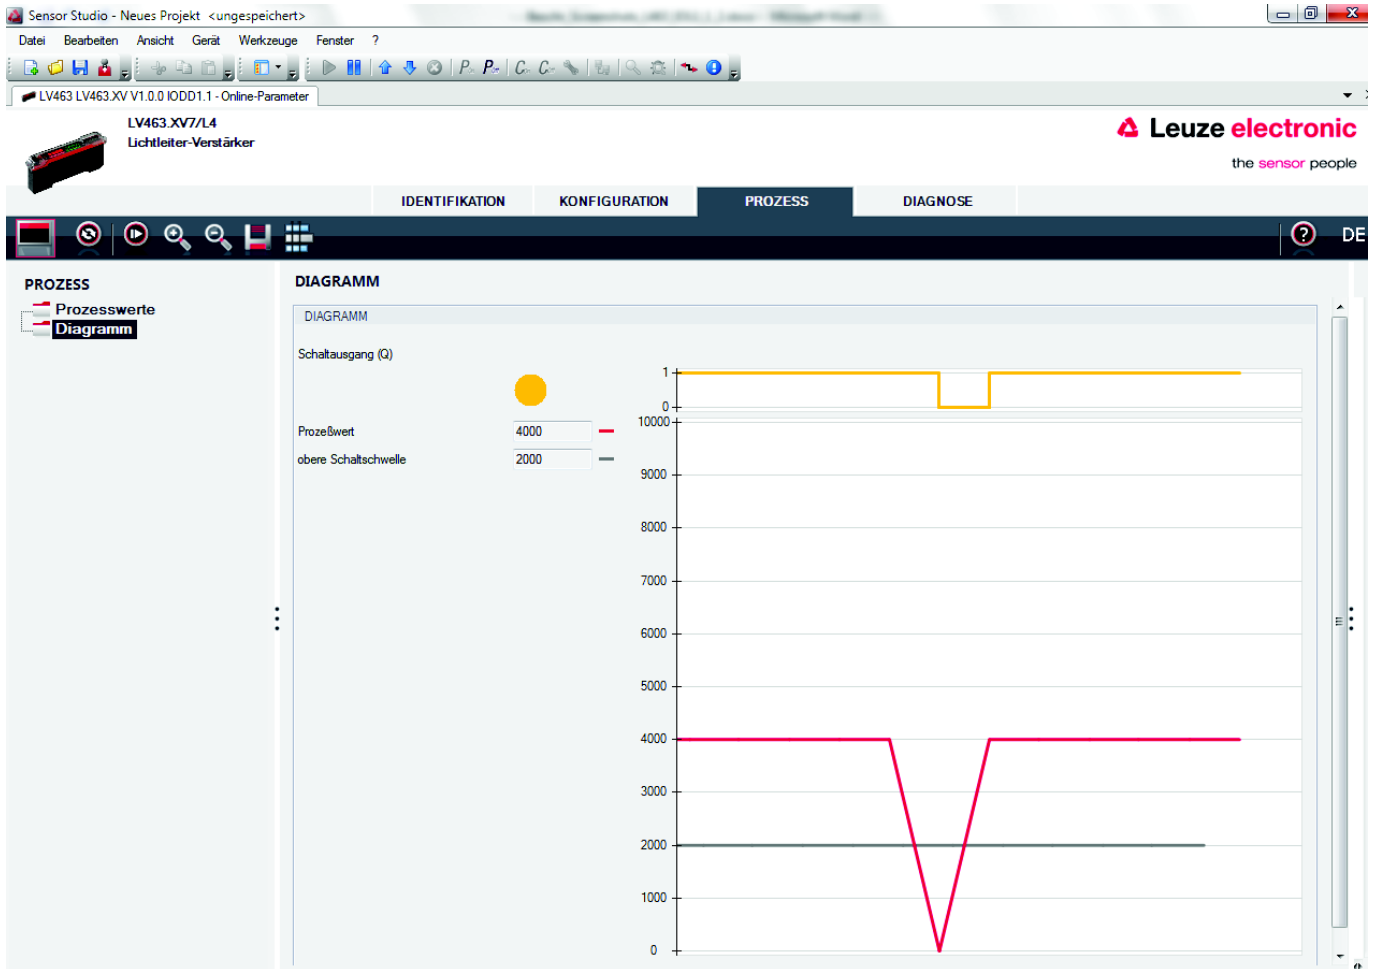 Sensor Studio - Neues Projekt <ungespeichert>
Datei Bearbeiten Ansicht Gerät Werkzeuge Fenster ?
LV463 LV463.XV V1.0.0 IODD1.1 - Online-Parameter
LV463.XV7/L4
Lichtleiter-Verstärker
Leuze electronic
the sensor people
IDENTIFIKATION KONFIGURATION PROZESS DIAGNOSE
DE
PROZESS
Prozesswerte
Diagramm
DIAGRAMM
DIAGRAMM
Schaltausgang (Q)
1
0
Prozeßwert 4000
obere Schaltschwelle 2000
10000
9000
8000
7000
6000
5000
4000
3000
2000
1000
0